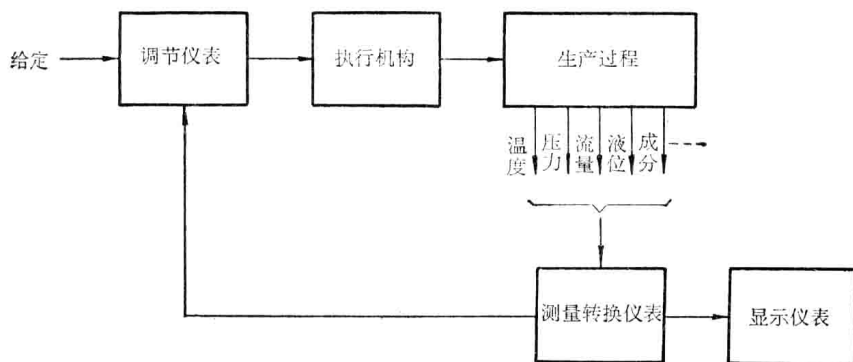 给定
调节仪表
执行机构
生产过程
温度
压力
流量
液位
成分
测量转换仪表
显示仪表